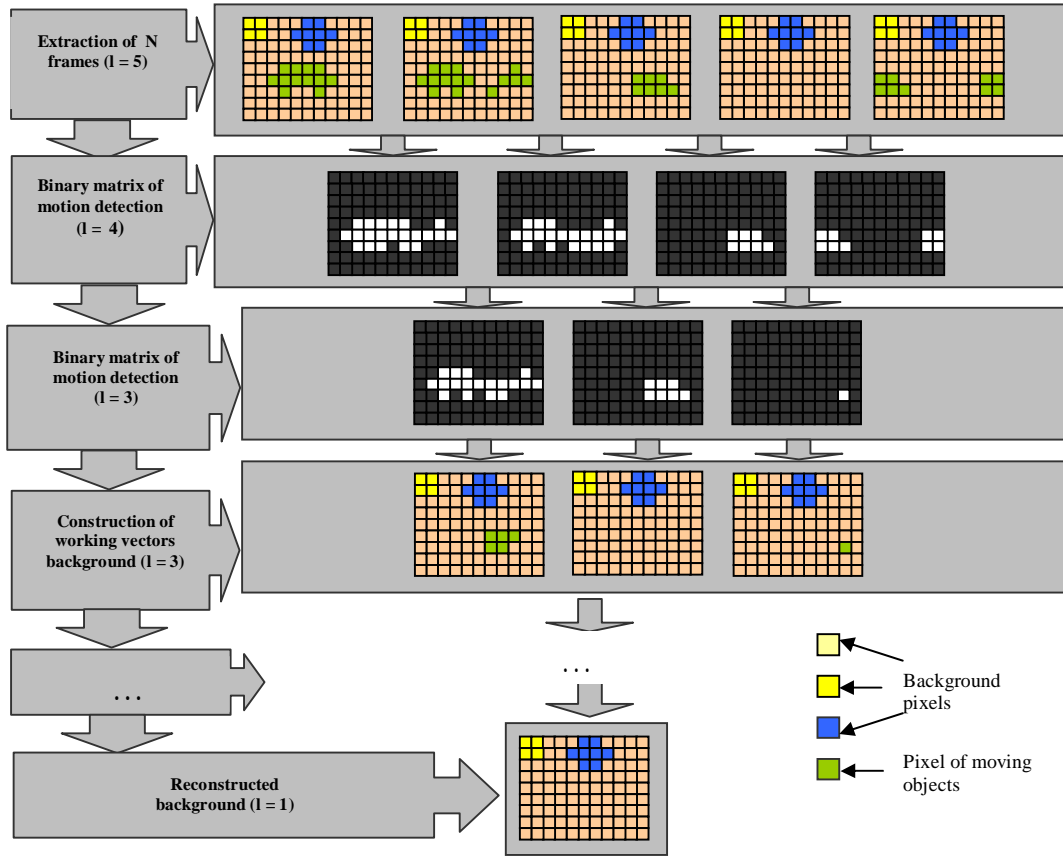 Extraction of N
frames (l = 5)
Binary matrix of
motion detection
(l = 4)
Binary matrix of
motion detection
(l = 3)
Construction of
working vectors
background (l = 3)
...
...
Background
pixels
Pixel of moving
objects
Reconstructed
background (l = 1)